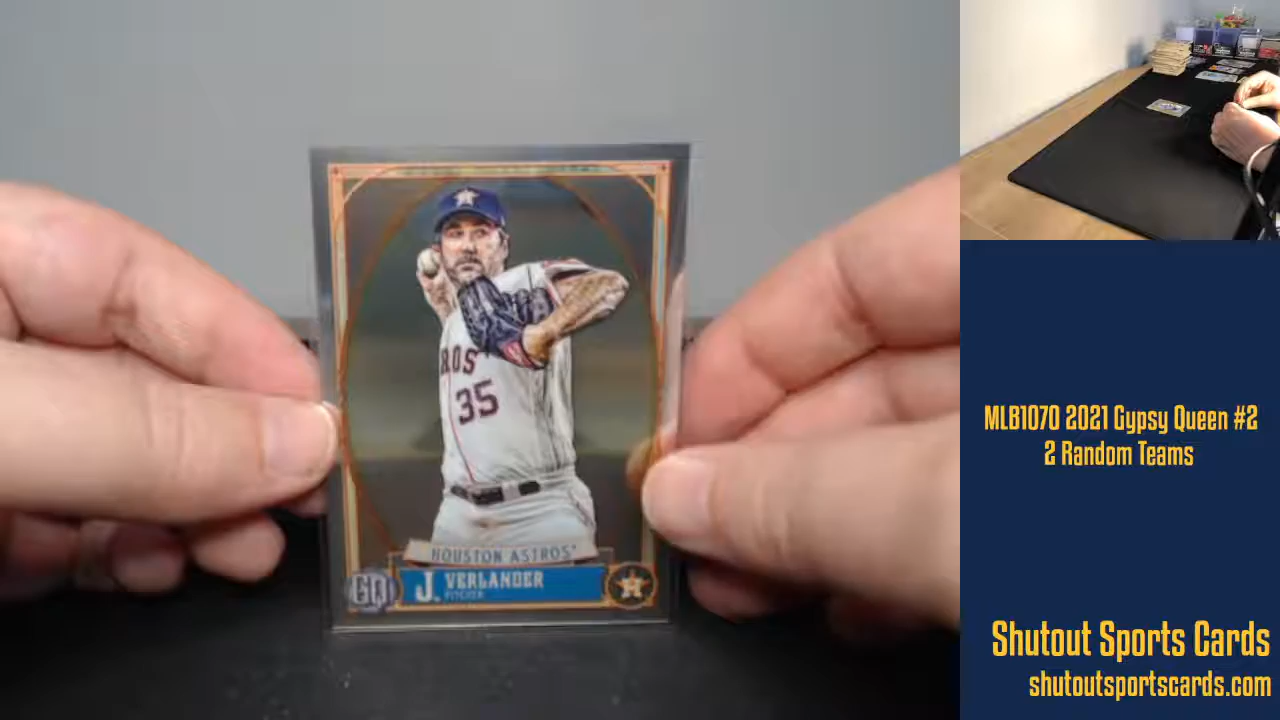 ROS
35
HOUSTON ASTROS
GQ
J. VERLANDER
PITCHER
H
MLB1070 2021 Gypsy Queen #2
2 Random Teams
Shutout Sports Cards
shutoutsportscards.com